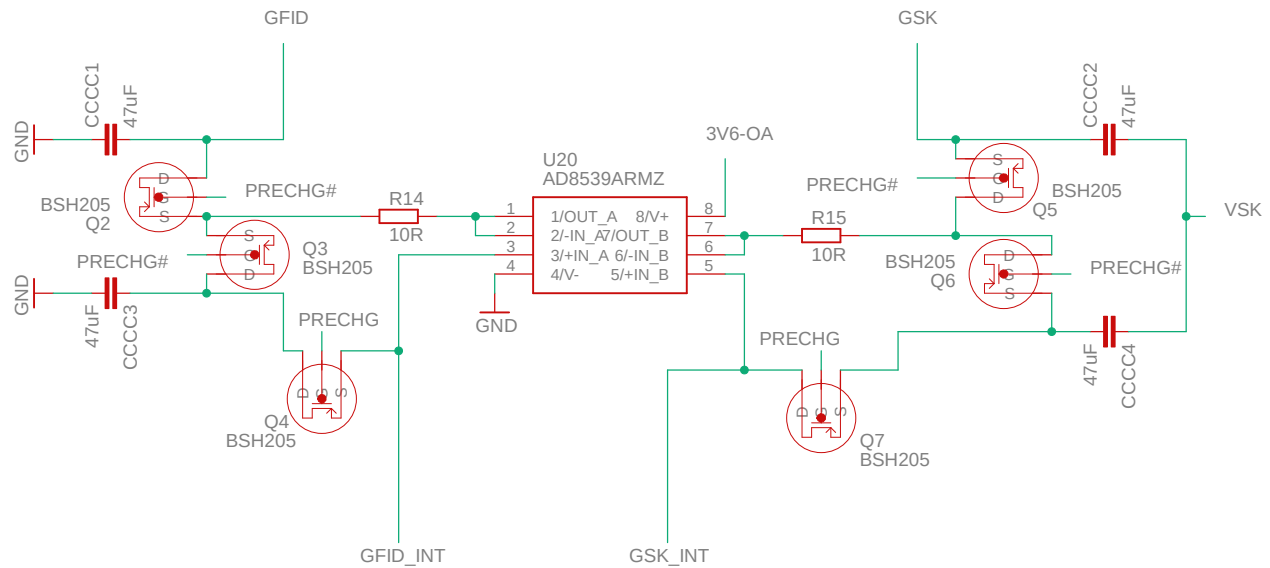 GFID
GSK
CCCC1
47uF
CCCC2
47uF
GND
3V6-OA
U20
AD8539ARMZ
D
G
S
PRECHG#
BSH205
Q2
R14
10R
1
2
3
4
1/OUT_A
2/-IN_A
3/+IN_A
4/V-
8/V+
7/OUT_B
6/-IN_B
5/+IN_B
8
7
6
5
R15
10R
PRECHG#
S
G
D
BSH205
Q5
VSK
S
G
D
Q3
BSH205
PRECHG#
BSH205
Q6
D
G
S
PRECHG#
GND
47uF
CCCC3
GND
PRECHG
PRECHG
47uF
CCCC4
D
G
S
Q4
BSH205
D
G
S
Q7
BSH205
GFID_INT
GSK_INT